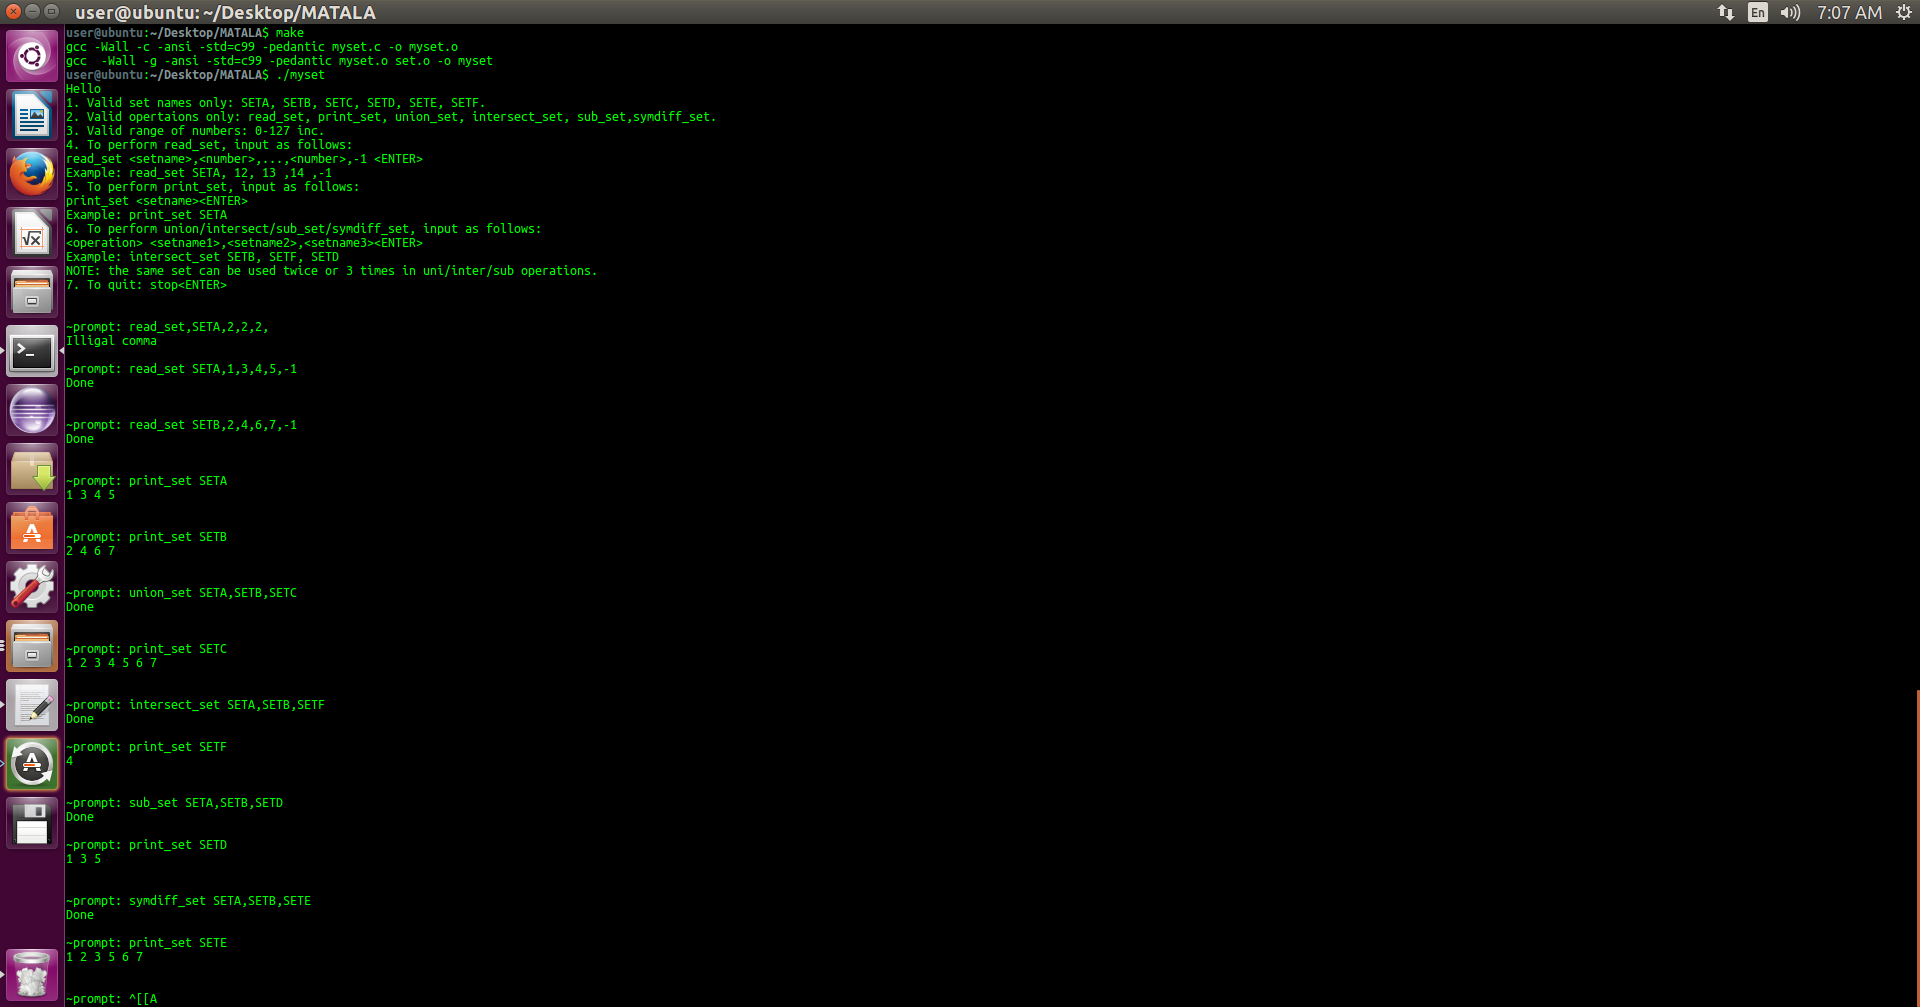 user@ubuntu: ~/Desktop/MATALA
En
7:07 AM
user@ubuntu:~/Desktop/MATALA$ make
gcc -Wall -c -ansi -std=c99 -pedantic myset.c -o myset.o
gcc  -Wall -g -ansi -std=c99 -pedantic myset.o set.o -o myset
user@ubuntu:~/Desktop/MATALA$ ./myset
Hello
1. Valid set names only: SETA, SETB, SETC, SETD, SETE, SETF.
2. Valid opertaions only: read_set, print_set, union_set, intersect_set, sub_set,symdiff_set.
3. Valid range of numbers: 0-127 inc.
4. To perform read_set, input as follows:
read_set <setname>,<number>,...,<number>,-1 <ENTER>
Example: read_set SETA, 12, 13 ,14 ,-1
5. To perform print_set, input as follows:
print_set <setname><ENTER>
Example: print_set SETA
6. To perform union/intersect/sub_set/symdiff_set, input as follows:
<operation> <setname1>,<setname2>,<setname3><ENTER>
Example: intersect_set SETB, SETF, SETD
NOTE: the same set can be used twice or 3 times in uni/inter/sub operations.
7. To quit: stop<ENTER>
~prompt: read_set,SETA,2,2,2,
Illigal comma
~prompt: read_set SETA,1,3,4,5,-1
Done
~prompt: read_set SETB,2,4,6,7,-1
Done
~prompt: print_set SETA
1 3 4 5
~prompt: print_set SETB
2 4 6 7
~prompt: union_set SETA,SETB,SETC
Done
~prompt: print_set SETC
1 2 3 4 5 6 7
~prompt: intersect_set SETA,SETB,SETF
Done
~prompt: print_set SETF
4
~prompt: sub_set SETA,SETB,SETD
Done
~prompt: print_set SETD
1 3 5
~prompt: symdiff_set SETA,SETB,SETE
Done
~prompt: print_set SETE
1 2 3 5 6 7
~prompt: ^[[A